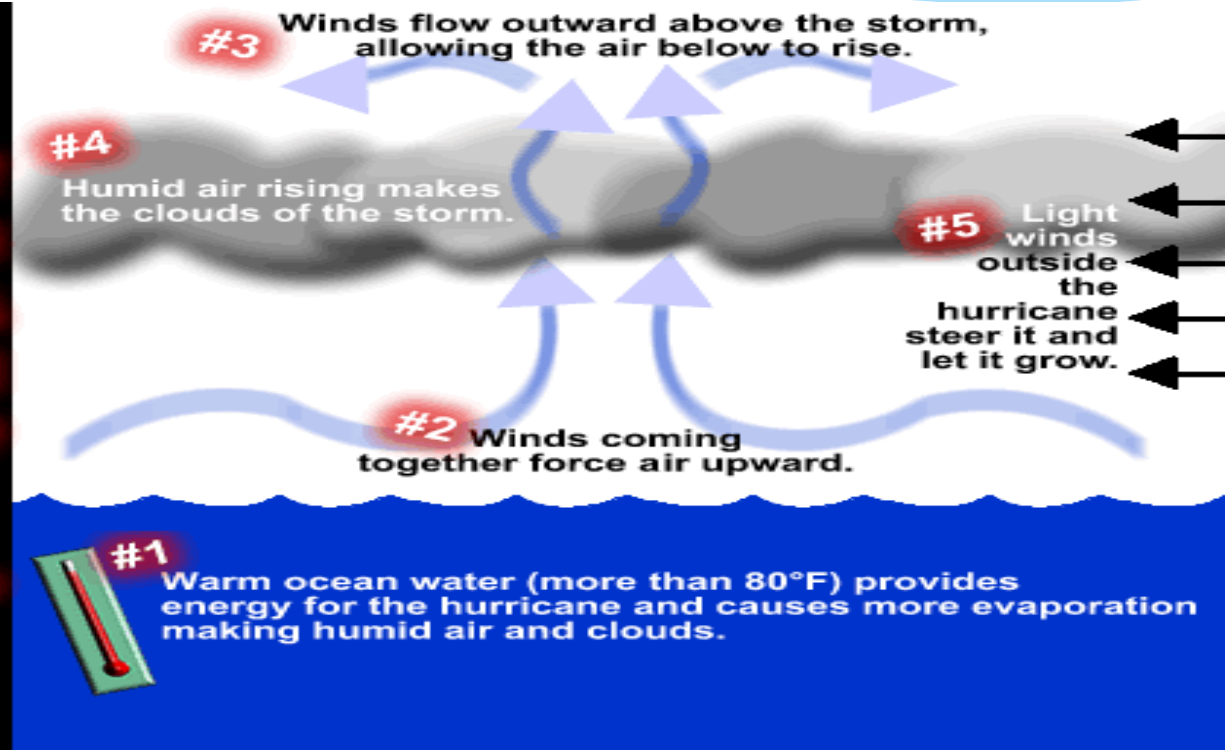 #3
Winds flow outward above the storm,
allowing the air below to rise.
#4
Humid air rising makes
the clouds of the storm.
#5
Light
winds
outside
the
hurricane
steer it and
let it grow.
#2
Winds coming
together force air upward.
#1
Warm ocean water (more than 80°F) provides
energy for the hurricane and causes more evaporation
making humid air and clouds.